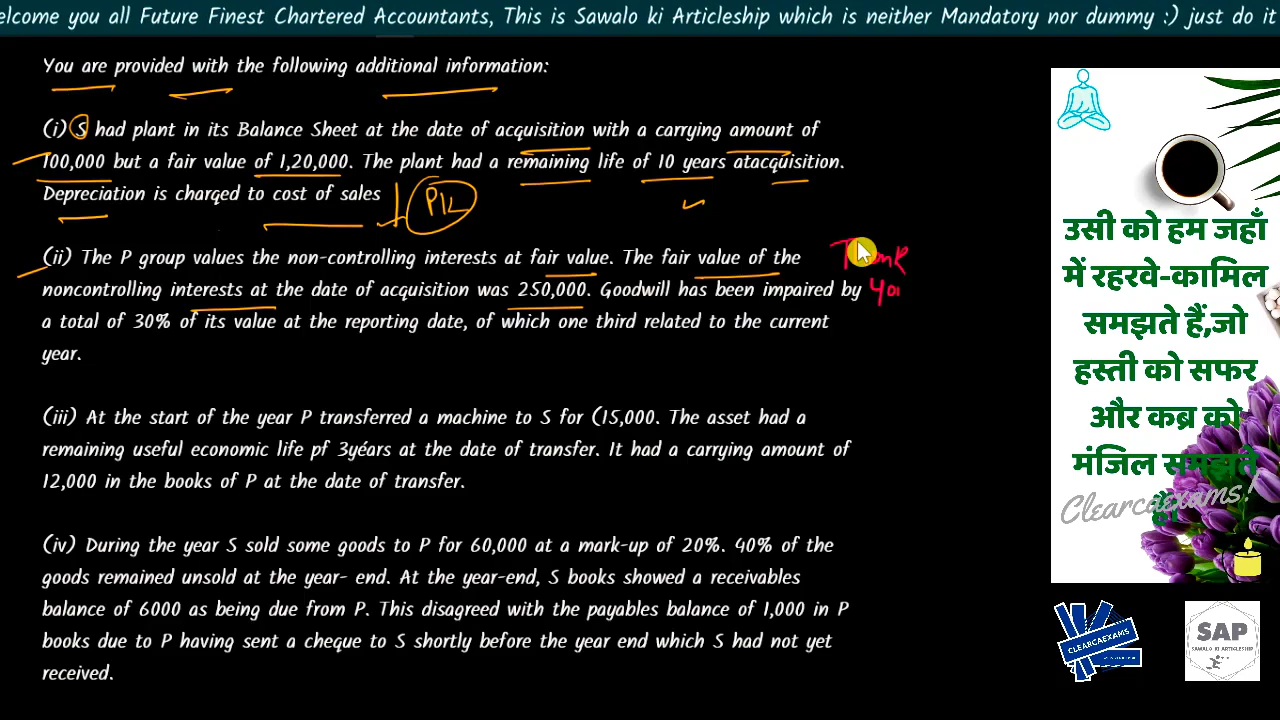 elcome you all Future Finest Chartered Accountants, This is Sawalo ki Articleship which is neither Mandatory nor dummy :) just do it
You are provided with the following additional information:
(i) S had plant in its Balance Sheet at the date of acquisition with a carrying amount of
100,000 but a fair value of 1,20,000. The plant had a remaining life of 10 years atacquisition.
Depreciation is charged to cost of sales
P/L
(ii) The P group values the non-controlling interests at fair value. The fair value of the
noncontrolling interests at the date of acquisition was 250,000. Goodwill has been impaired by
a total of 30% of its value at the reporting date, of which one third related to the current
year.
(iii) At the start of the year P transferred a machine to S for (15,000. The asset had a
remaining useful economic life pf 3yéars at the date of transfer. It had a carrying amount of
12,000 in the books of P at the date of transfer.
(iv) During the year S sold some goods to P for 60,000 at a mark-up of 20%. 40% of the
goods remained unsold at the year- end. At the year-end, S books showed a receivables
balance of 6000 as being due from P. This disagreed with the payables balance of 1,000 in P
books due to P having sent a cheque to S shortly before the year end which S had not yet
received.
उसी को हम जहाँ
में रहरवे-कामिल
समझते हैं,जो
हस्ती को सफर
और कब्र को
मंजिल समझते
है।
Clearcaexams!
CLEARCAEXAMS
SAP
SAWALO KI ARTICLESHIP